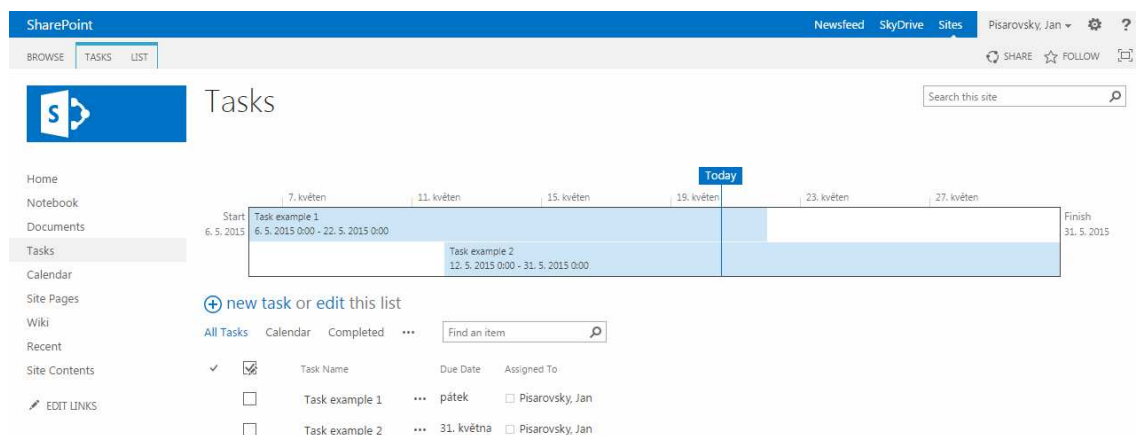 SharePoint
Newsfeed SkyDrive Sites Pisarovsky, Jan ?
BROWSE TASKS LIST
SHARE FOLLOW
S
Tasks
Search this site
Home
Notebook
Documents
Tasks
Calendar
Site Pages
Wiki
Recent
Site Contents
EDIT LINKS
Today
7. květen 11. květen 15. květen 19. květen 23. květen 27. květen
Start
6. 5. 2015
Task example 1
6. 5. 2015 0:00 - 22. 5. 2015 0:00
Task example 2
12. 5. 2015 0:00 - 31. 5. 2015 0:00
Finish
31. 5. 2015
new task or edit this list
All Tasks Calendar Completed ••• Find an item
Task Name Due Date Assigned To
Task example 1 ••• pátek Pisarovsky, Jan
Task example 2 ••• 31. května Pisarovsky, Jan